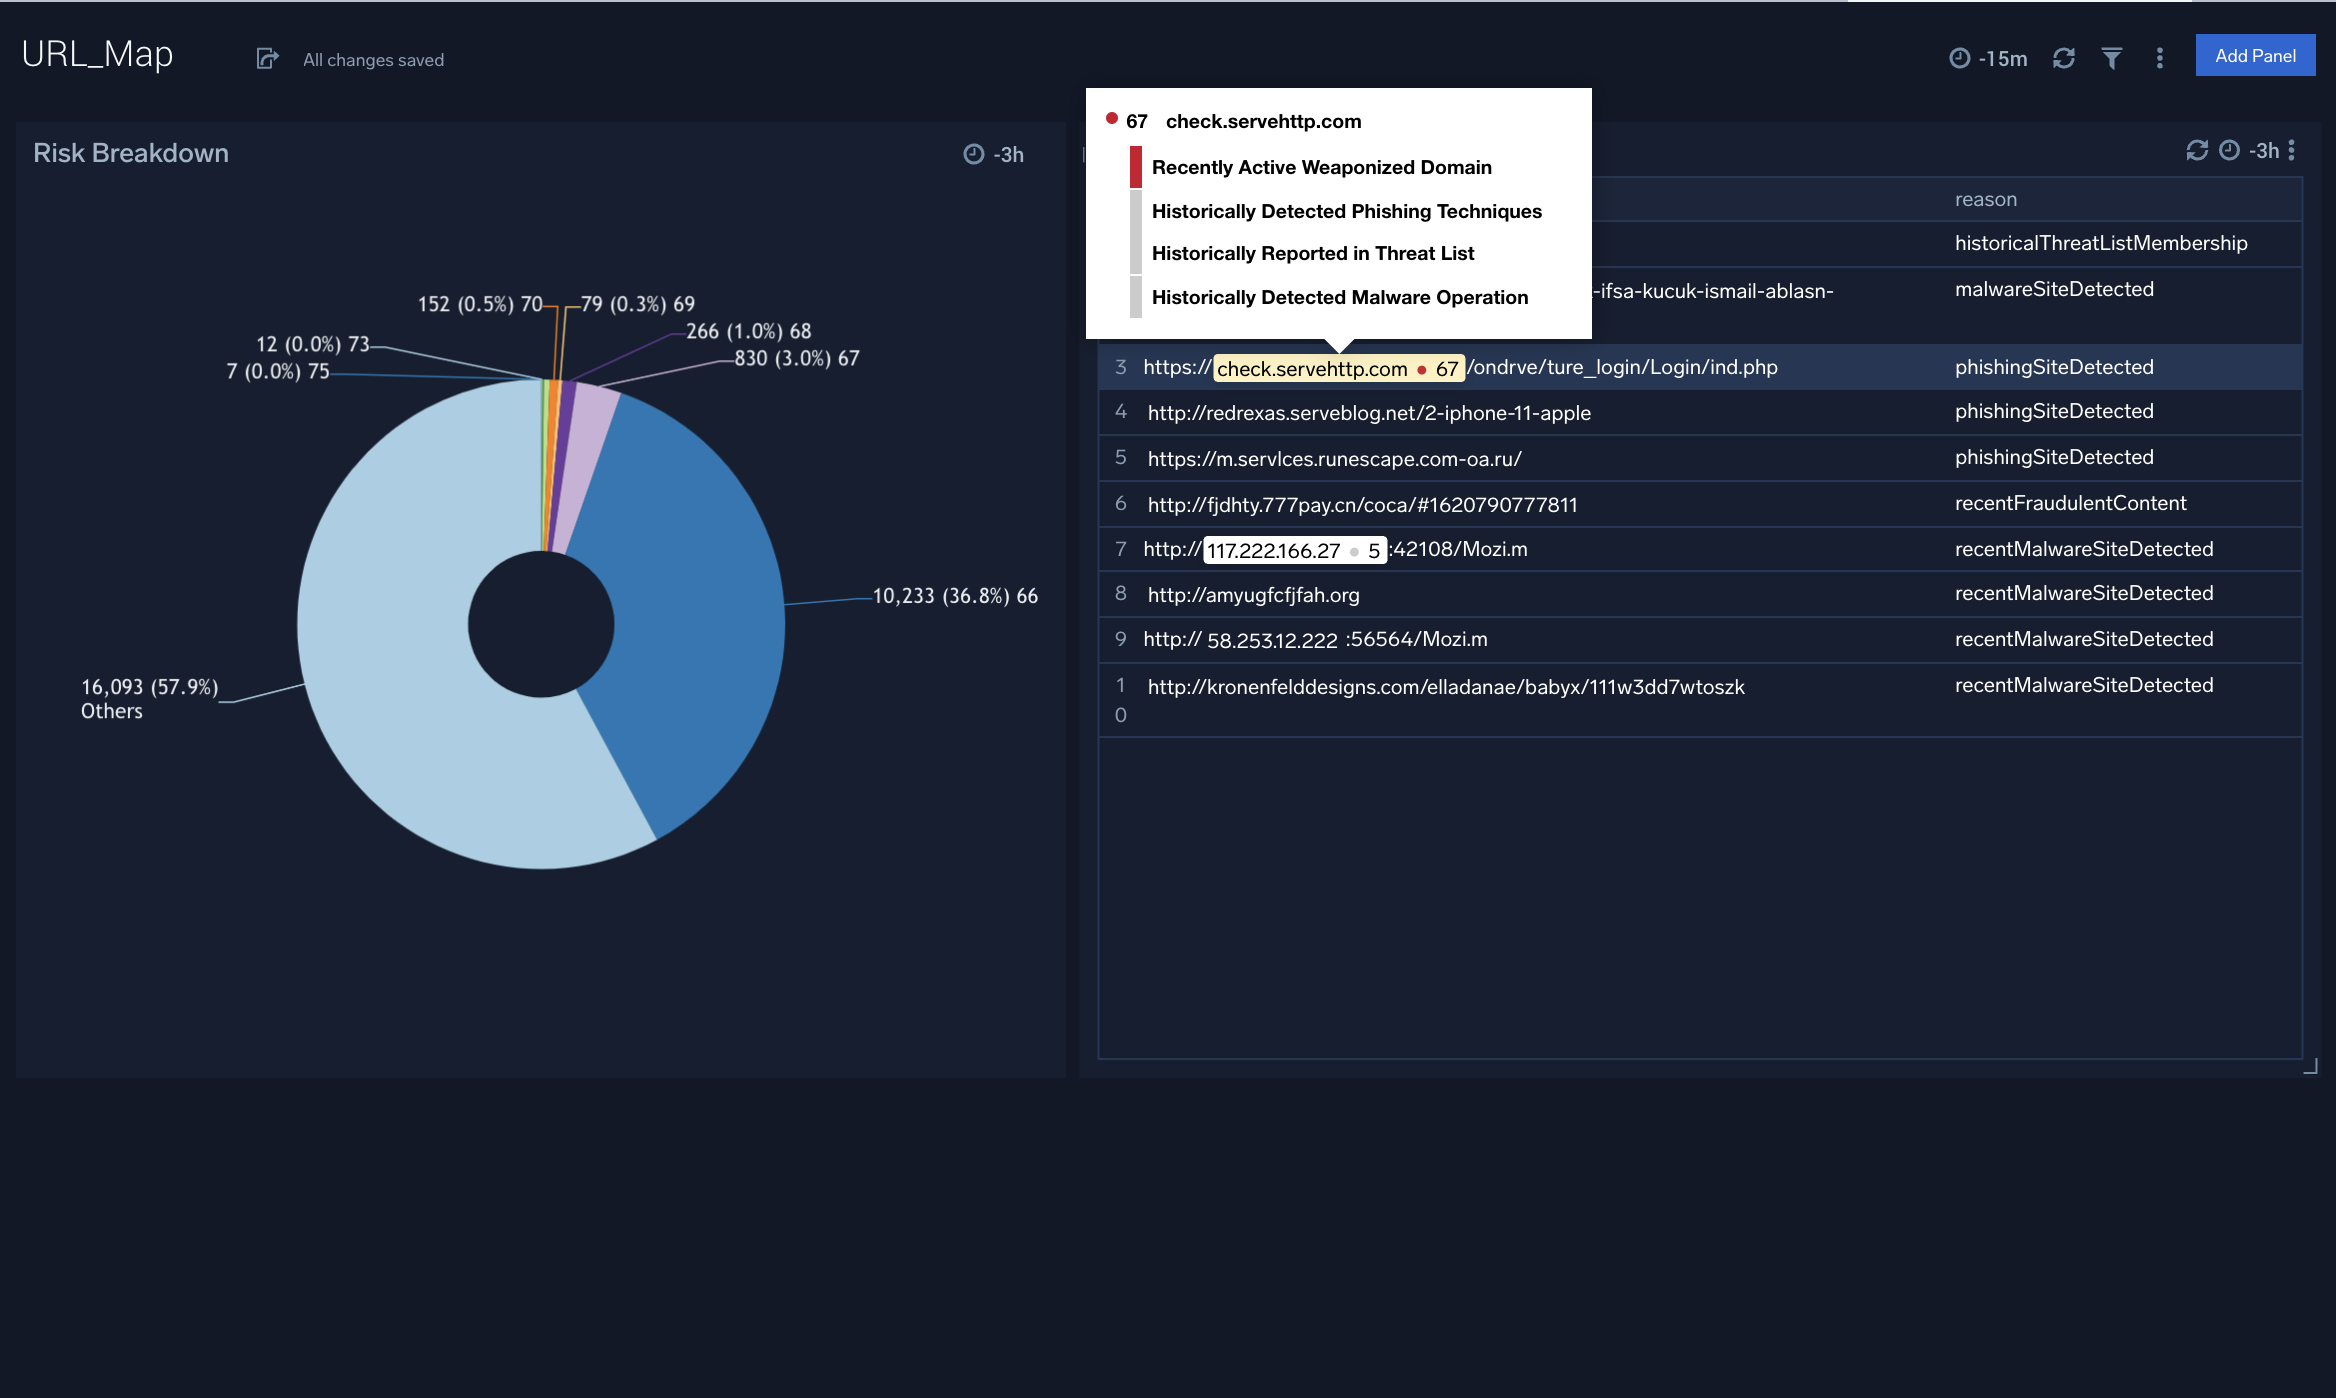 URL_Map
All changes saved
-15m
Add Panel
Risk Breakdown
-3h
152 (0.5%) 70
79 (0.3%) 69
12 (0.0%) 73
266 (1.0%) 68
7 (0.0%) 75
830 (3.0%) 67
10,233 (36.8%) 66
16,093 (57.9%)
Others
67 check.servehttp.com
Recently Active Weaponized Domain
Historically Detected Phishing Techniques
Historically Reported in Threat List
Historically Detected Malware Operation
-3h
reason
historicalThreatListMembership
-ifsa-kucuk-ismail-ablasn- malwareSiteDetected
3 https:// check.servehttp.com 67 /ondrve/ture_login/Login/ind.php phishingSiteDetected
4 http://redrexas.serveblog.net/2-iphone-11-apple phishingSiteDetected
5 https://m.servlces.runescape.com-oa.ru/ phishingSiteDetected
6 http://fjdhty.777pay.cn/coca/#1620790777811 recentFraudulentContent
7 http:// 117.222.166.27 5 :42108/Mozi.m recentMalwareSiteDetected
8 http://amyugfcfjfah.org recentMalwareSiteDetected
9 http:// 58.253.12.222 :56564/Mozi.m recentMalwareSiteDetected
1 http://kronenfelddesigns.com/elladanae/babyx/111w3dd7wtoszk recentMalwareSiteDetected
0